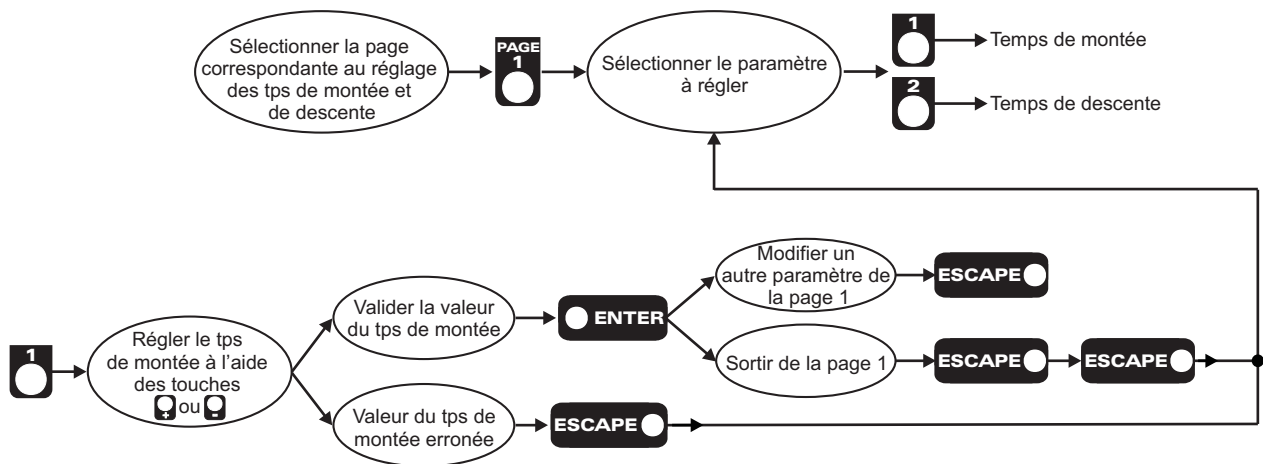 Sélectionner la page
correspondante au réglage
des tps de montée et
de descente
PAGE
1
Sélectionner le paramètre
à régler
1
Temps de montée
2
Temps de descente
1
Régler le tps
de montée à l’aide
des touches
+ ou -
Valider la valeur
du tps de montée
ENTER
Modifier un
autre paramètre de
la page 1
ESCAPE
Sortir de la page 1
ESCAPE
ESCAPE
Valeur du tps de
montée erronée
ESCAPE